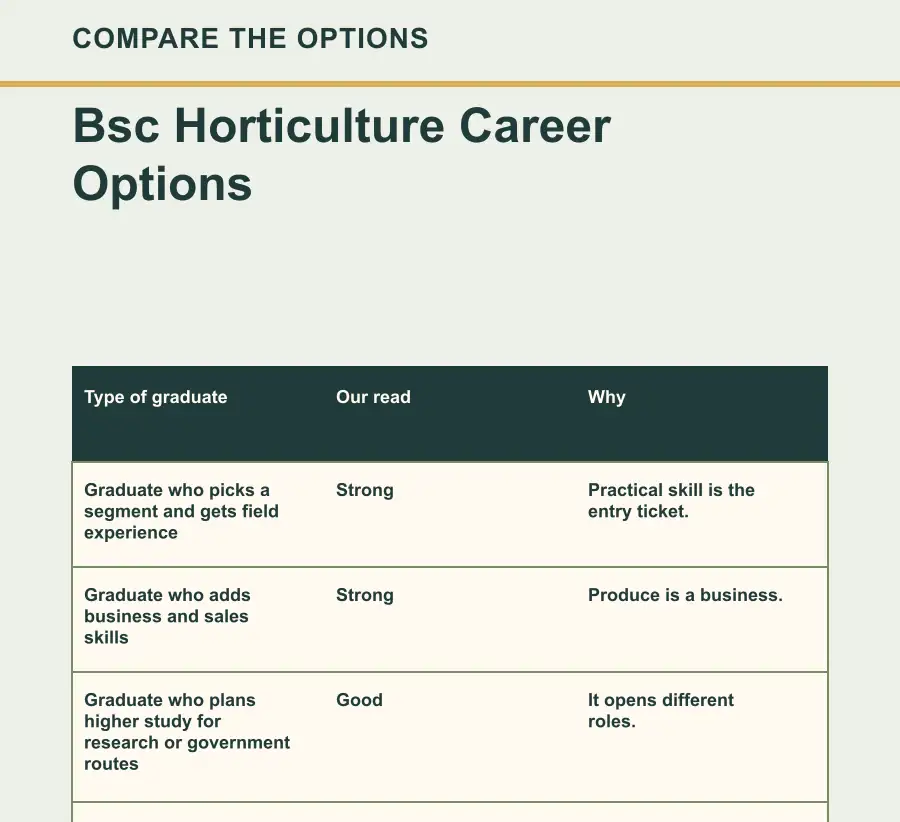 COMPARE THE OPTIONS
Bsc Horticulture Career
Options
Type of graduate
Our read
Why
Graduate who picks a
segment and gets field
experience
Strong
Practical skill is the
entry ticket.
Graduate who adds
business and sales
skills
Strong
Produce is a business.
Graduate who plans
higher study for
research or government
routes
Good
It opens different
roles.